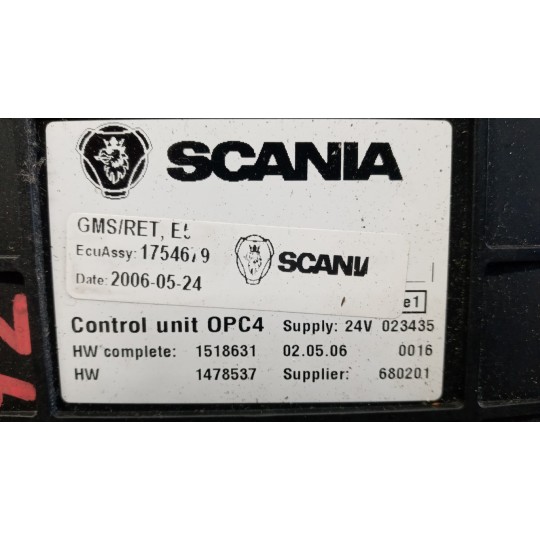 SCANIA
GMS/RET,
EcuAssy: 1754679
SCANIA
Date: 2006-05-24
e1
Control unit OPC4 Supply: 24V 023435
HW complete: 1518631 02.05.06 0016
HW 1478537 Supplier: 680201